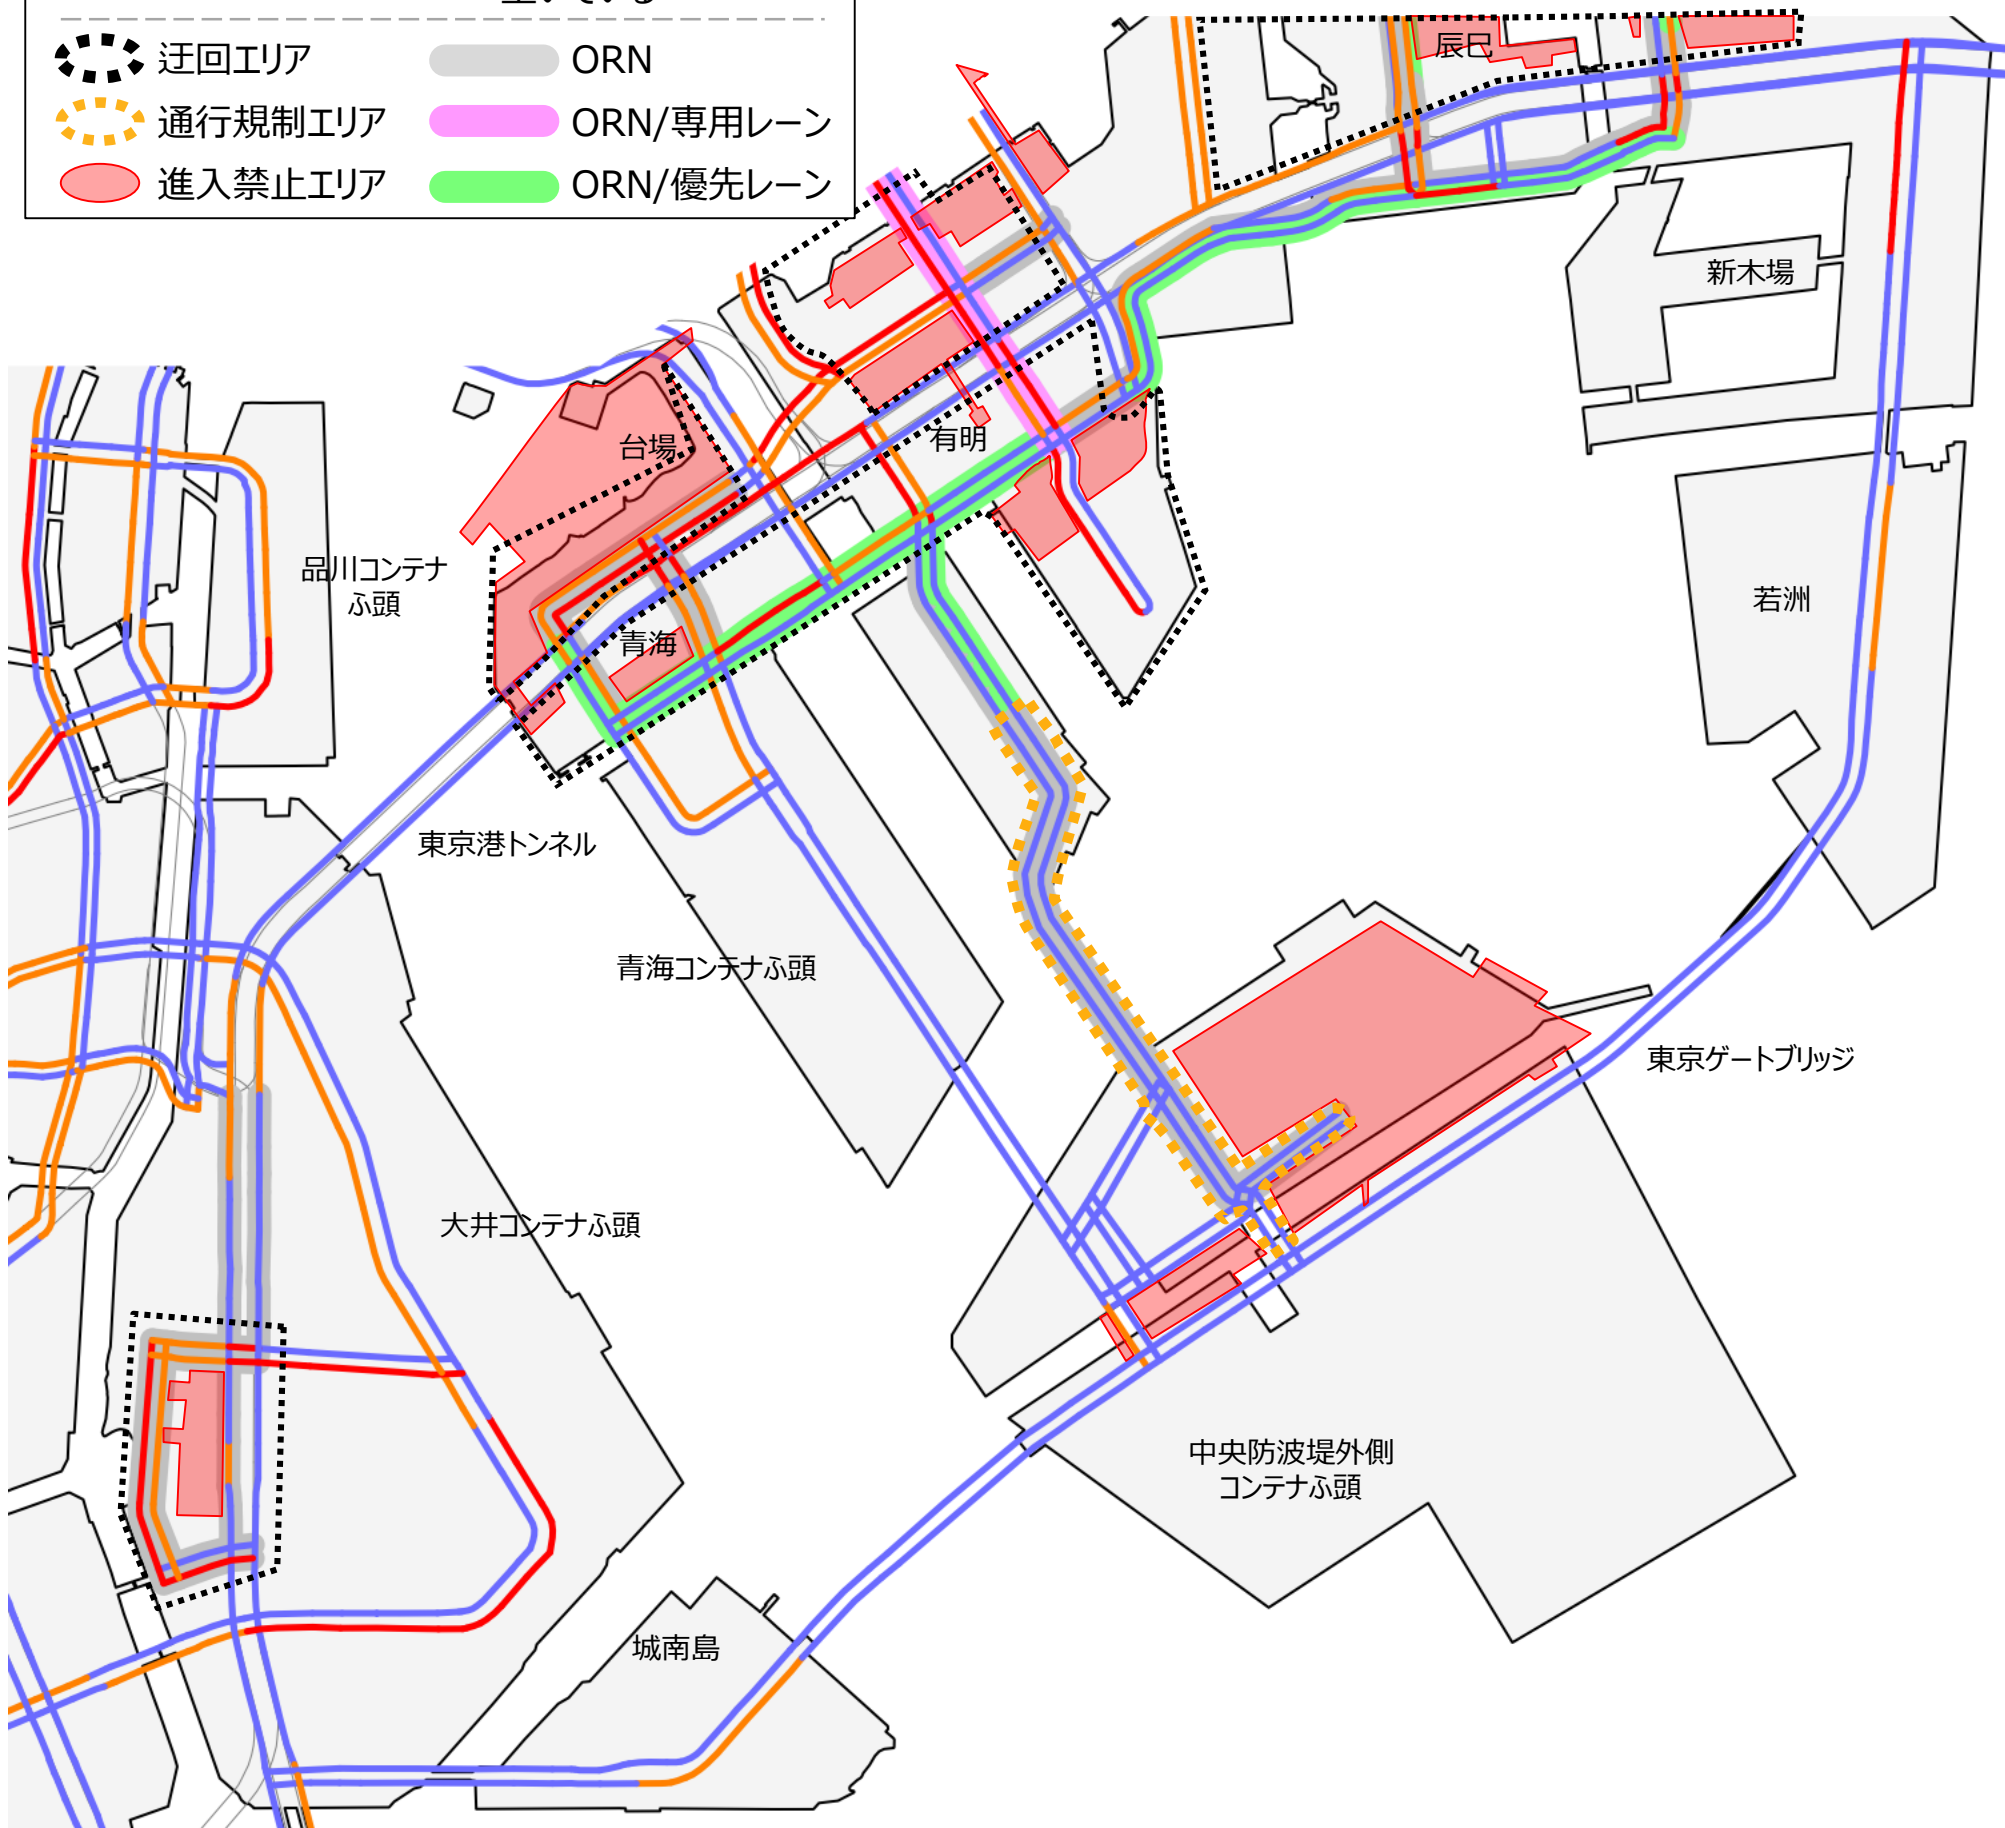 空いている
迂回エリア
ORN
通行規制エリア
ORN/専用レーン
進入禁止エリア
ORN/優先レーン
辰巳
新木場
台場
有明
品川コンテナ
ふ頭
若洲
青海
東京港トンネル
青海コンテナふ頭
東京ゲートブリッジ
大井コンテナふ頭
中央防波堤外側
コンテナふ頭
城南島